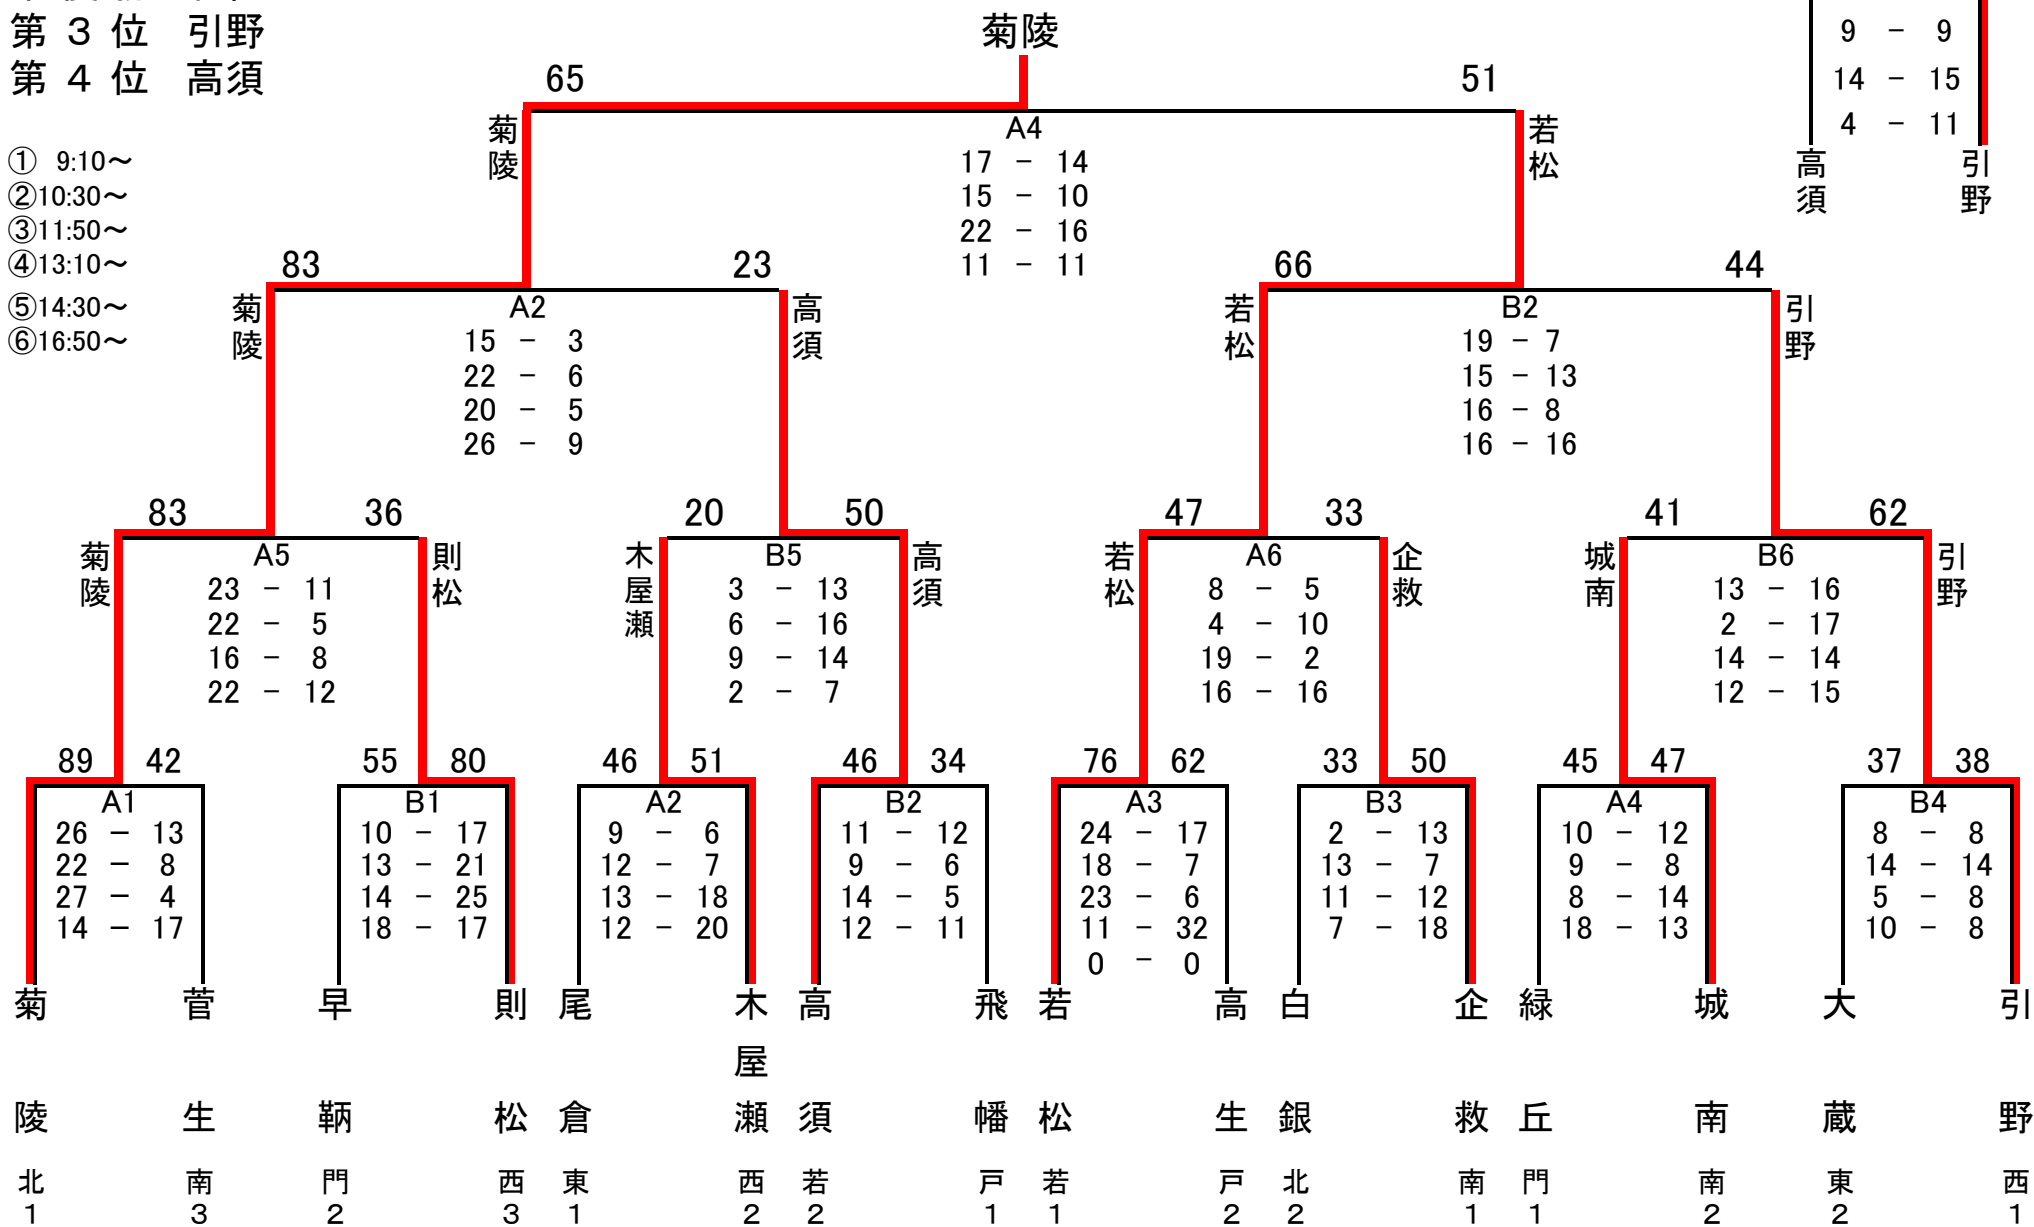 第 3 位 引野
第 4 位 高須
菊陵
9 - 9
14 - 15
4 - 11
高須
引野
① 9:10～
②10:30～
③11:50～
④13:10～
⑤14:30～
⑥16:50～
65 51
菊陵
若松
A4
17 - 14
15 - 10
22 - 16
11 - 11
83 23
菊陵
高須
A2
15 - 3
22 - 6
20 - 5
26 - 9
66 44
若松
引野
B2
19 - 7
15 - 13
16 - 8
16 - 16
83 36
菊陵
則松
A5
23 - 11
22 - 5
16 - 8
22 - 12
20 50
木屋瀬
高須
B5
3 - 13
6 - 16
9 - 14
2 - 7
47 33
若松
企救
A6
8 - 5
4 - 10
19 - 2
16 - 16
41 62
城南
引野
B6
13 - 16
2 - 17
14 - 14
12 - 15
89 42
A1
26 - 13
22 - 8
27 - 4
14 - 17
55 80
B1
10 - 17
13 - 21
14 - 25
18 - 17
46 51
A2
9 - 6
12 - 7
13 - 18
12 - 20
46 34
B2
11 - 12
9 - 6
14 - 5
12 - 11
76 62
A3
24 - 17
18 - 7
23 - 6
11 - 32
0 - 0
33 50
B3
2 - 13
13 - 7
11 - 12
7 - 18
45 47
A4
10 - 12
9 - 8
8 - 14
18 - 13
37 38
B4
8 - 8
14 - 14
5 - 8
10 - 8
菊陵
北1
菅生
南3
早鞆
門2
則松
西3
尾倉
東1
木屋瀬
西2
高須
若2
飛幡
戸1
若松
若1
高生
戸2
白銀
北2
企救
南1
緑丘
門1
城南
南2
大蔵
東2
引野
西1